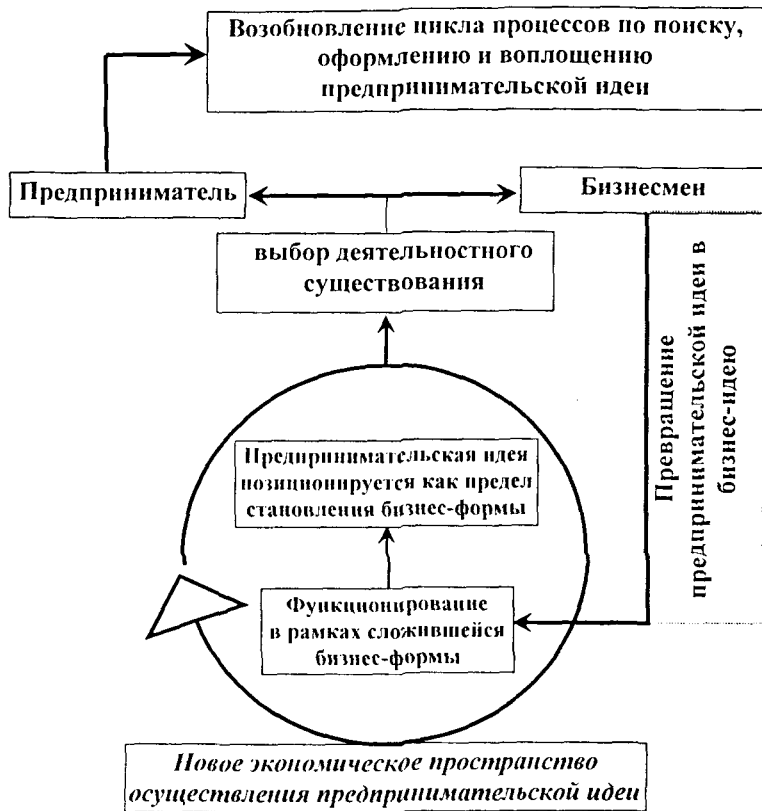 Возобновление цикла процессов по поиску,
оформлению и воплощению
предпринимательской идеи
Предприниматель
Бизнесмен
выбор деятельностного
существования
Превращение
предпринимательской идеи в
бизнес-идею
Предпринимательская идея
позиционируется как предел
становления бизнес-формы
Функционирование
в рамках сложившейся
бизнес-формы
Новое экономическое пространство
осуществления предпринимательской идеи